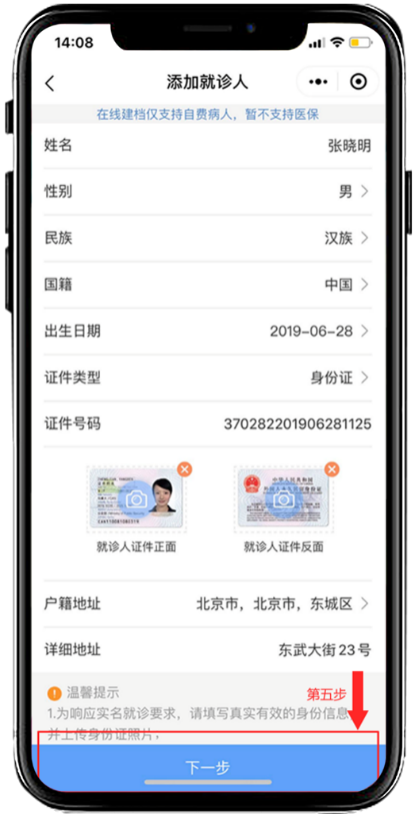 14:08
添加就诊人
在线建档仅支持自费病人，暂不支持医保
姓名 张晓明
性别 男
民族 汉族
国籍 中国
出生日期 2019-06-28
证件类型 身份证
证件号码 370282201906281125
中华人民共和国
就诊人证件正面 就诊人证件反面
户籍地址 北京市，北京市，东城区
详细地址 东武大街23号
温馨提示
第五步
1.为响应实名就诊要求，请填写真实有效的身份信息
并上传身份证照片，
下一步